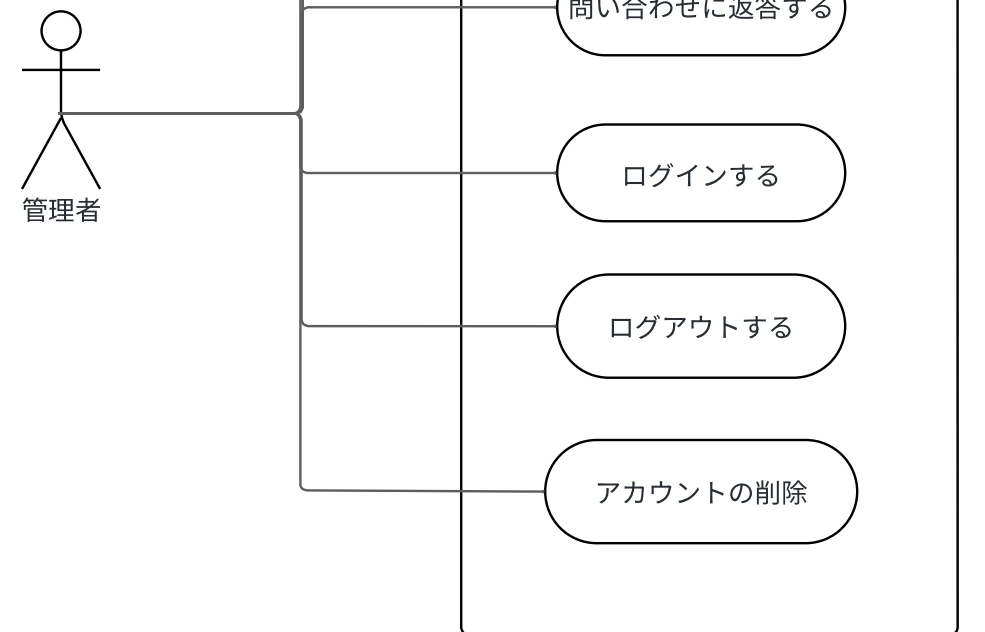 問い合わせに返答する
管理者
ログインする
ログアウトする
アカウントの削除